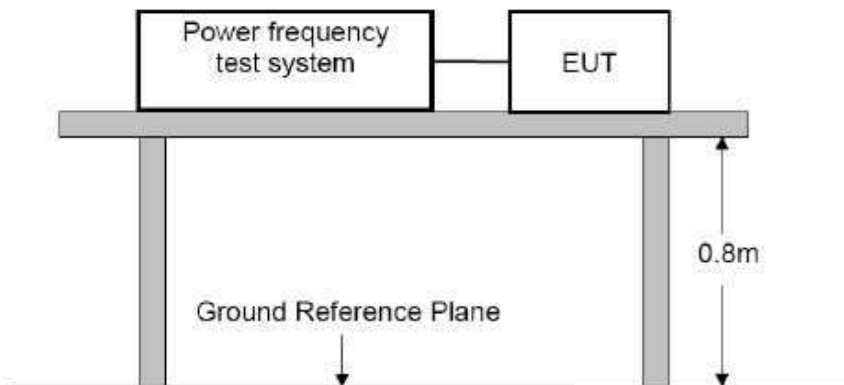 Power frequency
test system
EUT
0.8m
Ground Reference Plane